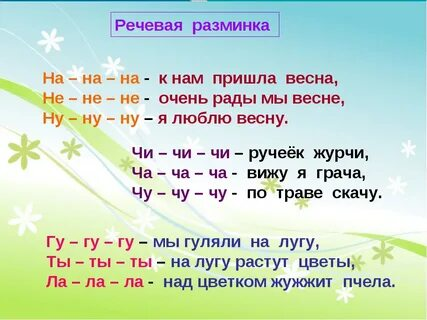 Речевая разминка
На – на – на - к нам пришла весна,
Не – не – не - очень рады мы весне,
Ну – ну – ну – я люблю весну.
Чи – чи – чи – ручеёк журчи,
Ча – ча – ча - вижу я грача,
Чу – чу – чу - по траве скачу.
Гу – гу – гу – мы гуляли на лугу,
Ты – ты – ты – на лугу растут цветы,
Ла – ла – ла - над цветком жужжит пчела.